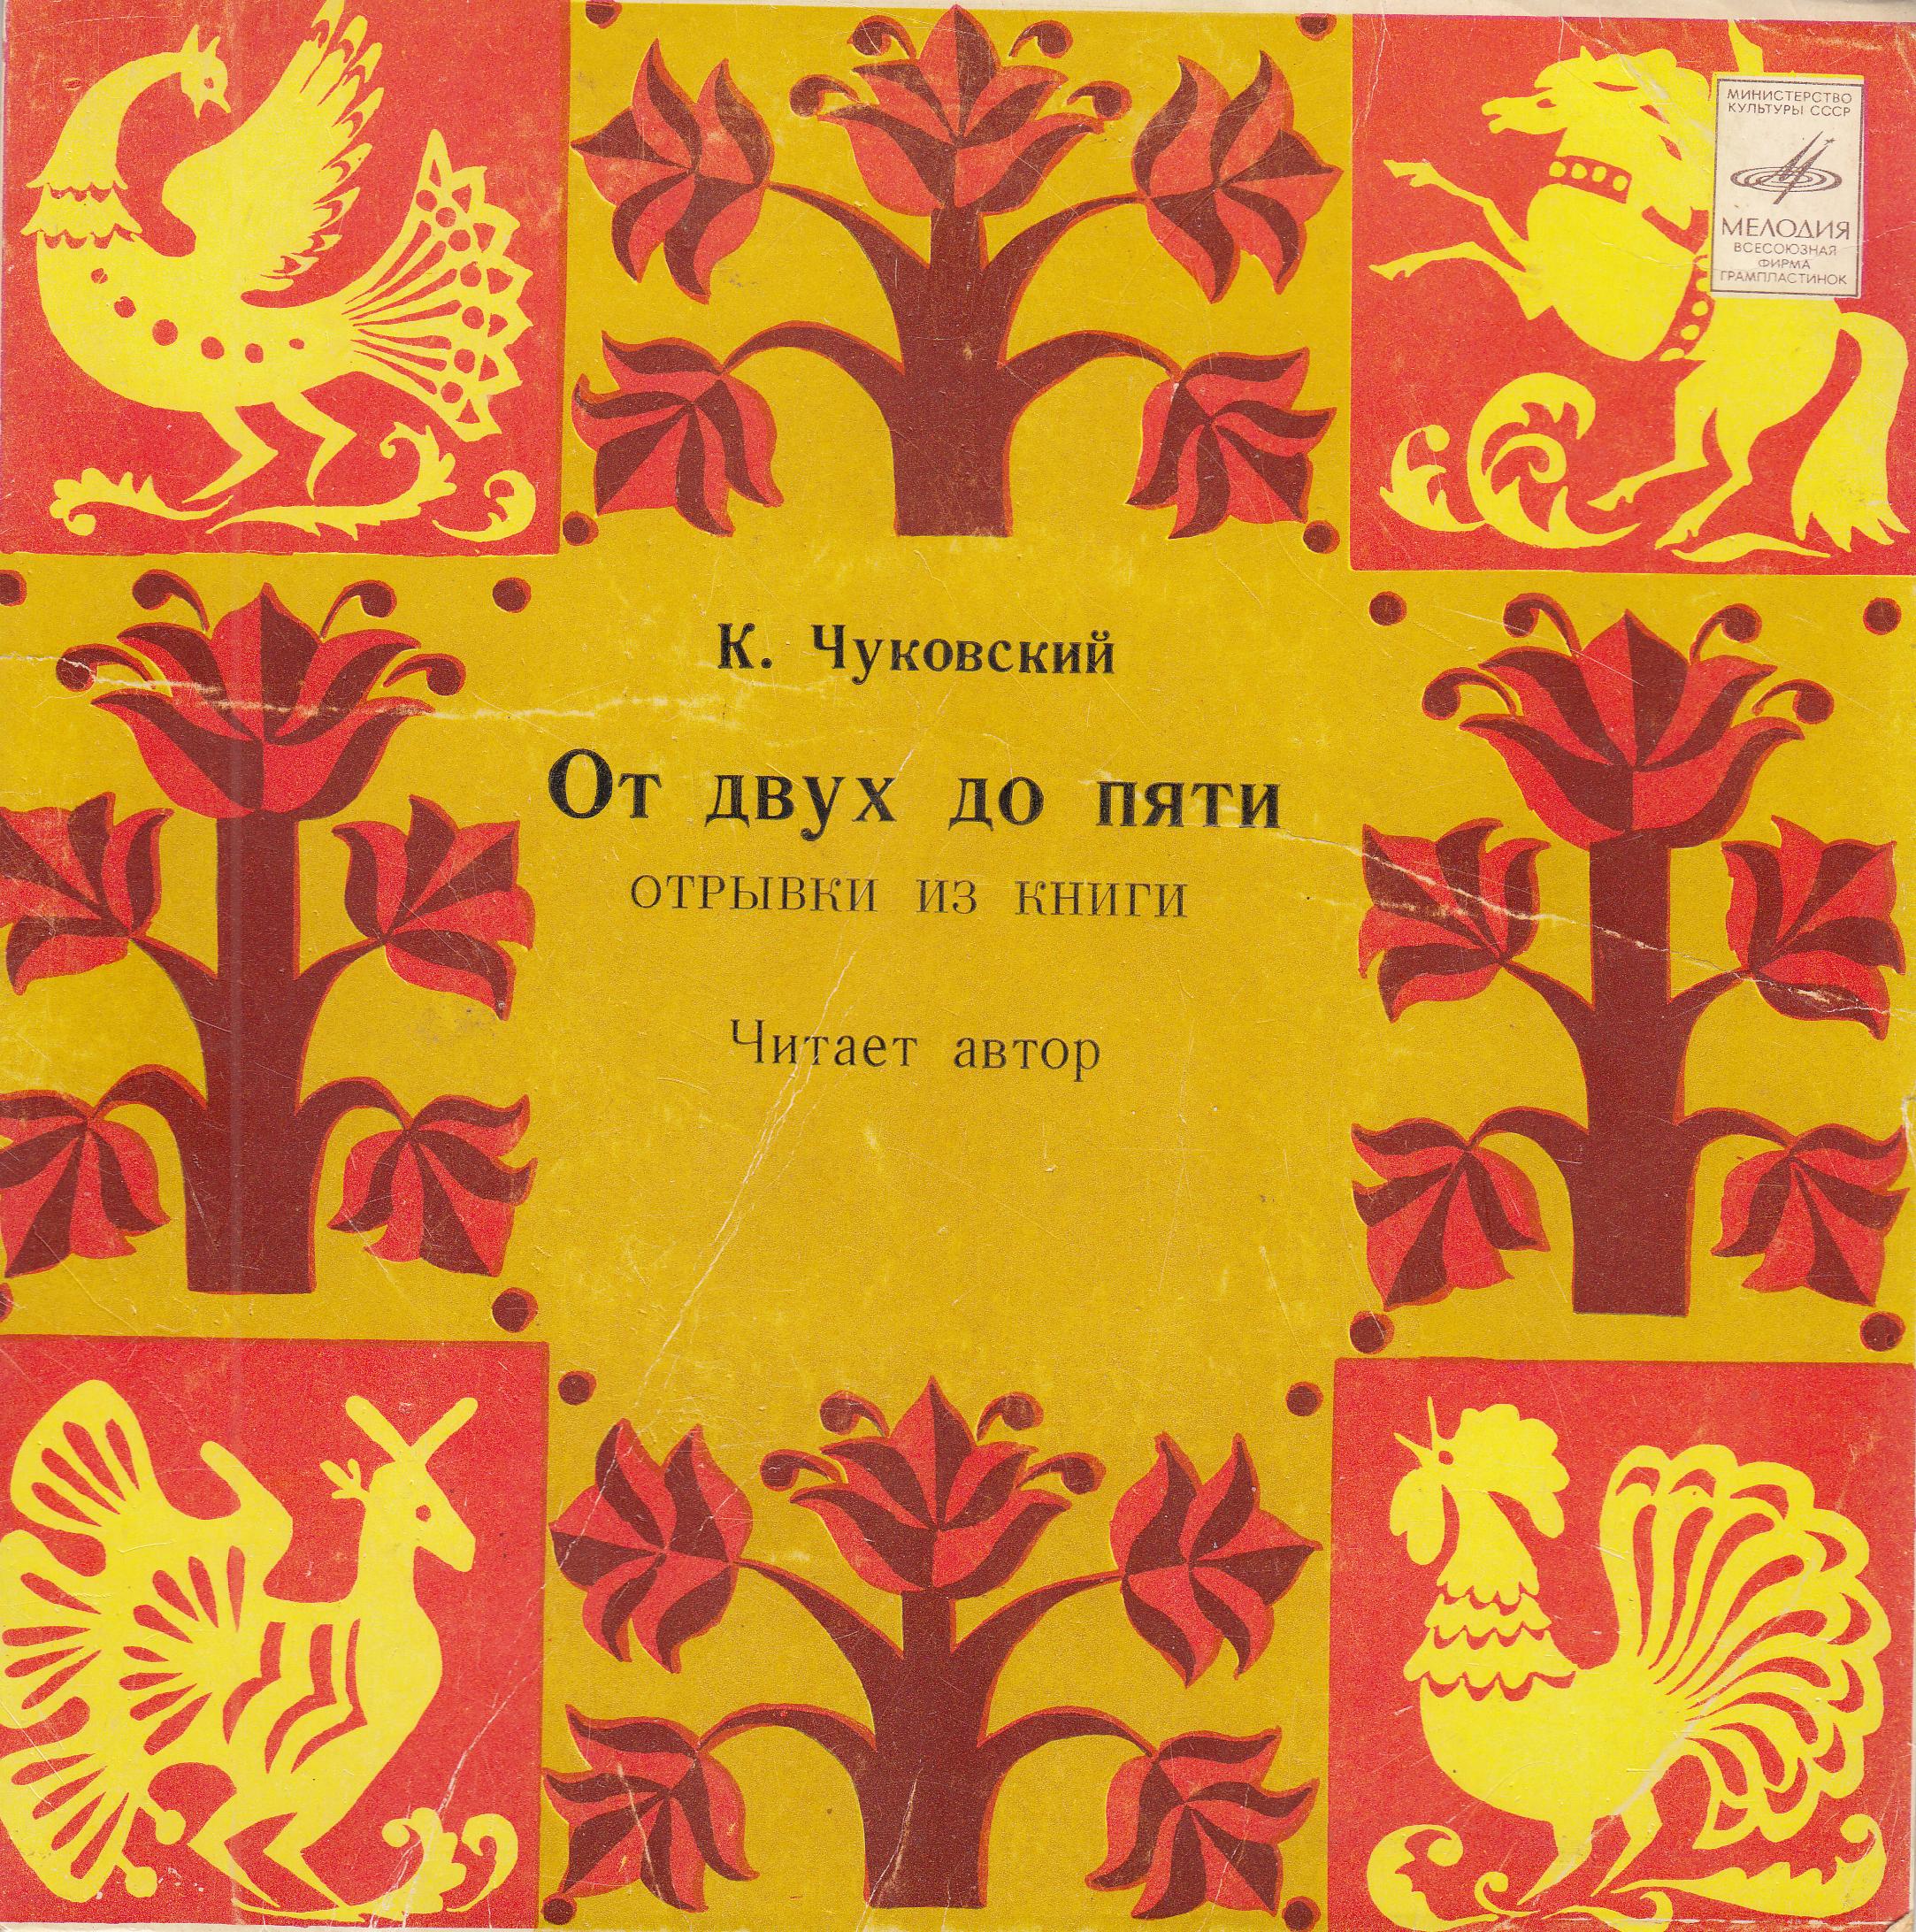 МИНИСТЕРСТВО
КУЛЬТУРЫ СССР
МЕЛОДИЯ
ВСЕСОЮЗНАЯ
ФИРМА
ГРАМПЛАСТИНОК
К. Чуковский
От двух до пяти
ОТРЫВКИ ИЗ КНИГИ
Читает автор